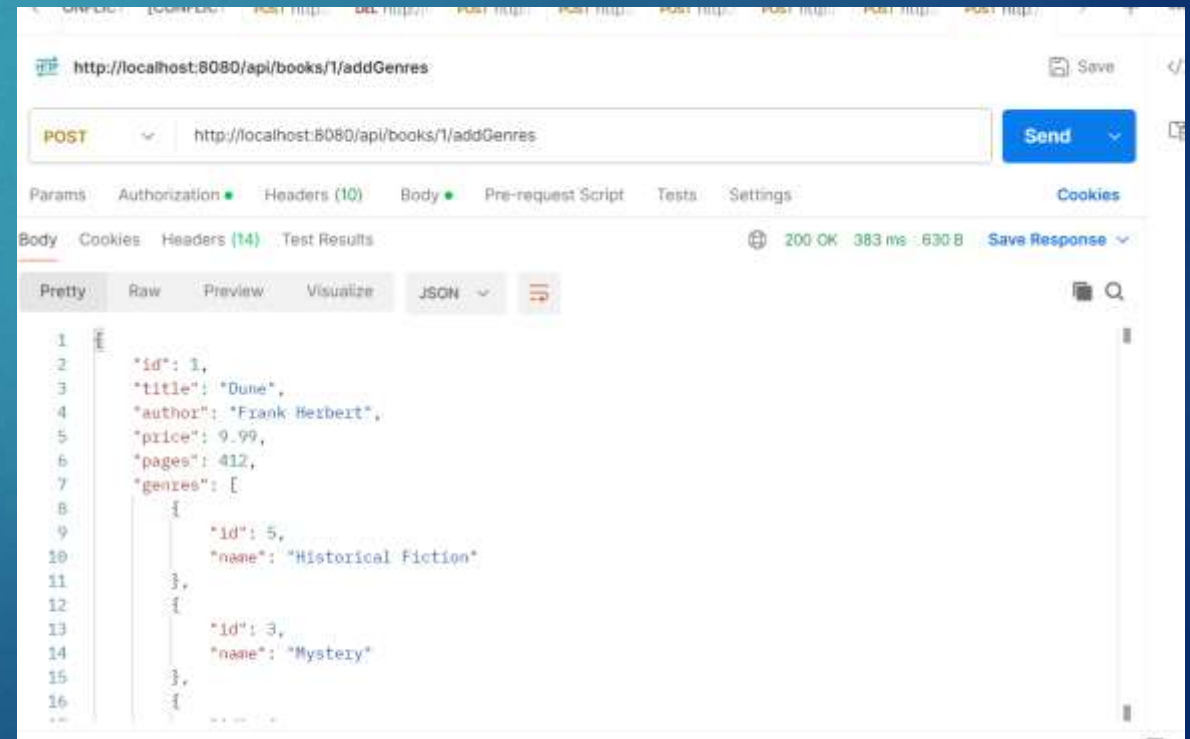 http://localhost:8080/api/books/1/addGenres Save
POST http://localhost:8080/api/books/1/addGenres Send
Params Authorization Headers (10) Body Pre-request Script Tests Settings Cookies
Body Cookies Headers (14) Test Results 200 OK 383 ms 630 B Save Response
Pretty Raw Preview Visualize JSON
1 {
2 "id": 1,
3 "title": "Dune",
4 "author": "Frank Herbert",
5 "price": 9.99,
6 "pages": 412,
7 "genres": [
8 {
9 "id": 5,
10 "name": "Historical Fiction"
11 },
12 {
13 "id": 3,
14 "name": "Mystery"
15 },
16 {